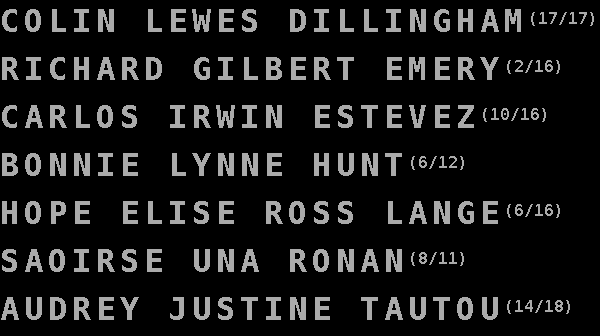 COLIN LEWES DILLINGHAM(17/17)
RICHARD GILBERT EMERY(2/16)
CARLOS IRWIN ESTEVEZ(10/16)
BONNIE LYNNE HUNT(6/12)
HOPE ELISE ROSS LANGE(6/16)
SAOIRSE UNA RONAN(8/11)
AUDREY JUSTINE TAUTOU(14/18)